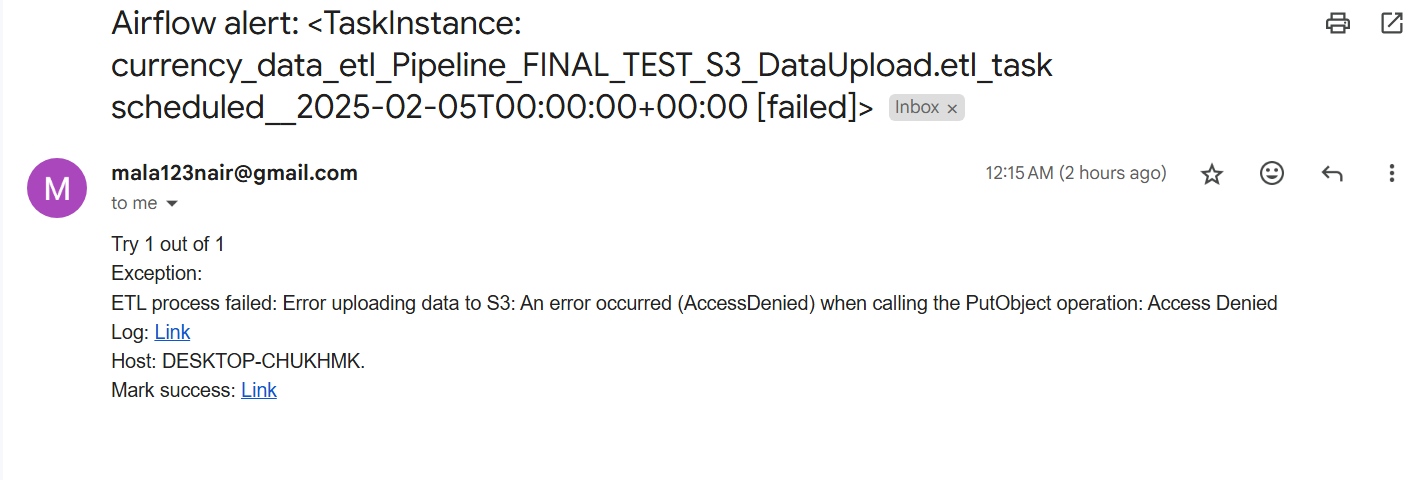 Airflow alert: <TaskInstance:
currency_data_etl_Pipeline_FINAL_TEST_S3_DataUpload.etl_task
scheduled__2025-02-05T00:00:00+00:00 [failed]> Inbox ×
M
mala123nair@gmail.com 12:15 AM (2 hours ago)
to me
Try 1 out of 1
Exception:
ETL process failed: Error uploading data to S3: An error occurred (AccessDenied) when calling the PutObject operation: Access Denied
Log: Link
Host: DESKTOP-CHUKHMK.
Mark success: Link